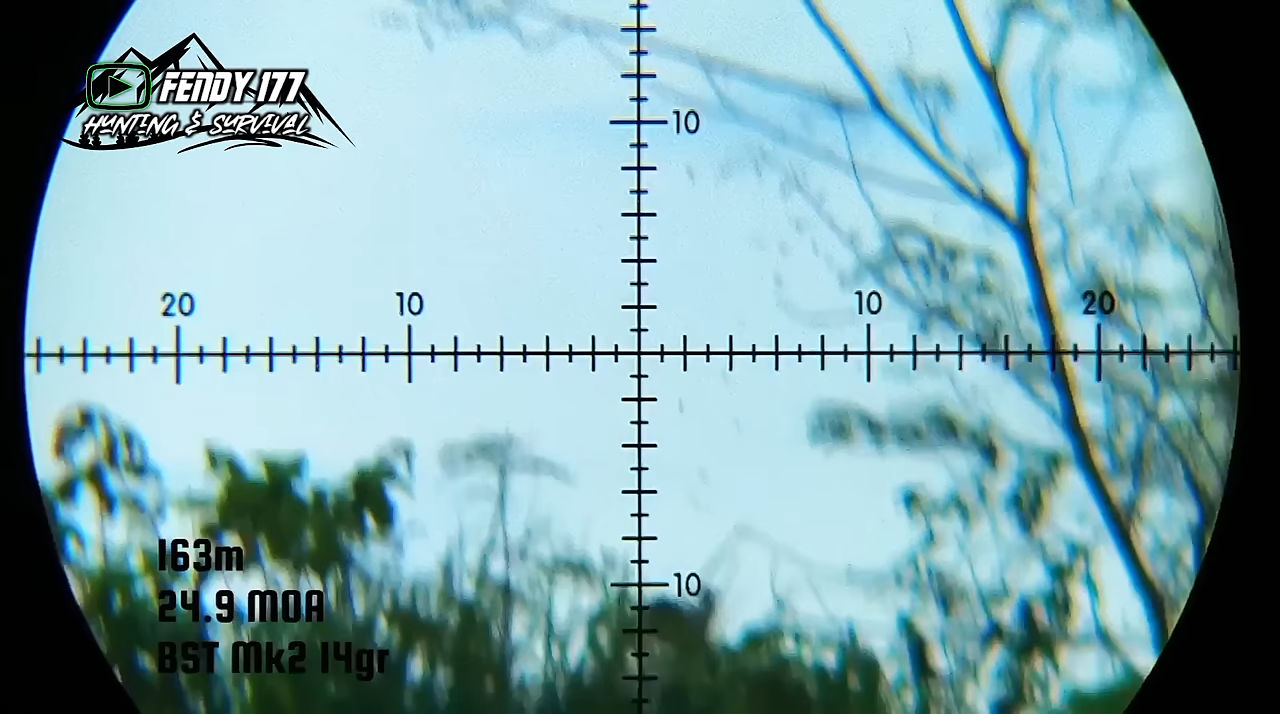 FENDY 177
HUNTING & SURVIVAL
10
20
10
10
20
10
163m
24.9 MOA
BST Mk2 14gr